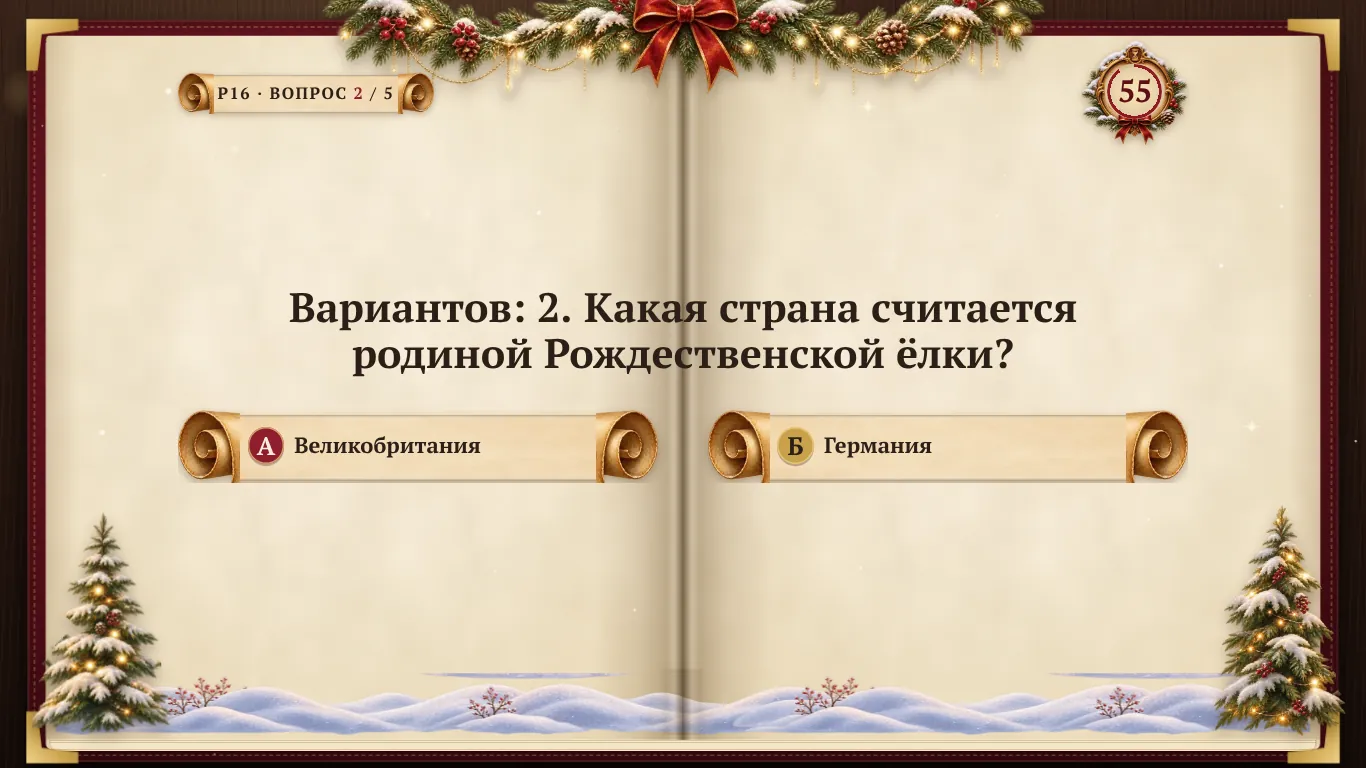 Р16 · ВОПРОС 2 / 5
55
Вариантов: 2. Какая страна считается
родиной Рождественской ёлки?
А Великобритания
Б Германия